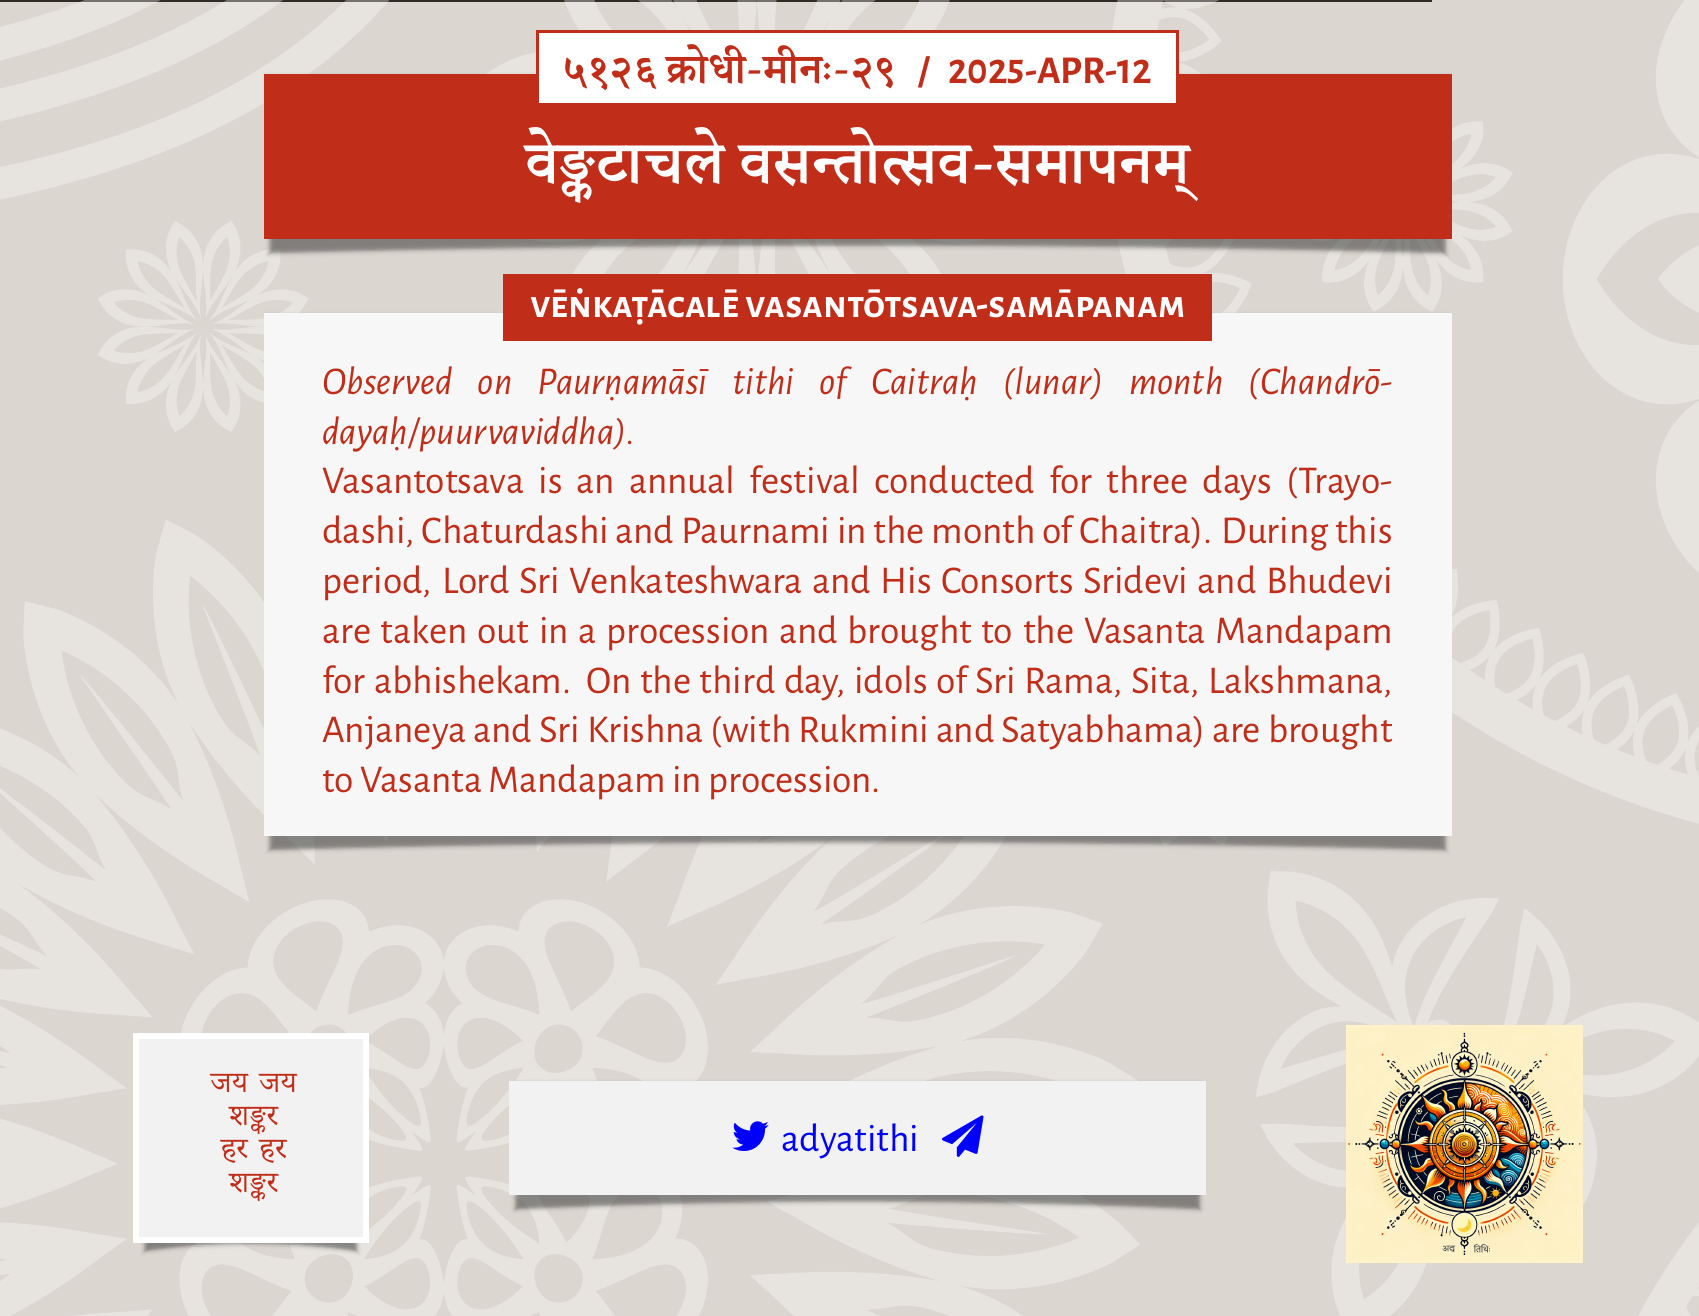 ५१२६ क्रोधी-मीनः-२९ / 2025-APR-12
वेङ्कटाचले वसन्तोत्सव-समापनम्
VĒṄKAṬĀCALĒ VASANTŌTSAVA-SAMĀPANAM
Observed on Paurṇamāsī tithi of Caitraḥ (lunar) month (Chandrō-
dayaḥ/puurvaviddha).
Vasantotsava is an annual festival conducted for three days (Trayo-
dashi, Chaturdashi and Paurnami in the month of Chaitra). During this
period, Lord Sri Venkateshwara and His Consorts Sridevi and Bhudevi
are taken out in a procession and brought to the Vasanta Mandapam
for abhishekam. On the third day, idols of Sri Rama, Sita, Lakshmana,
Anjaneya and Sri Krishna (with Rukmini and Satyabhama) are brought
to Vasanta Mandapam in procession.
जय जय
शङ्कर
हर हर
शङ्कर
adyatithi
अद्य तिथिः